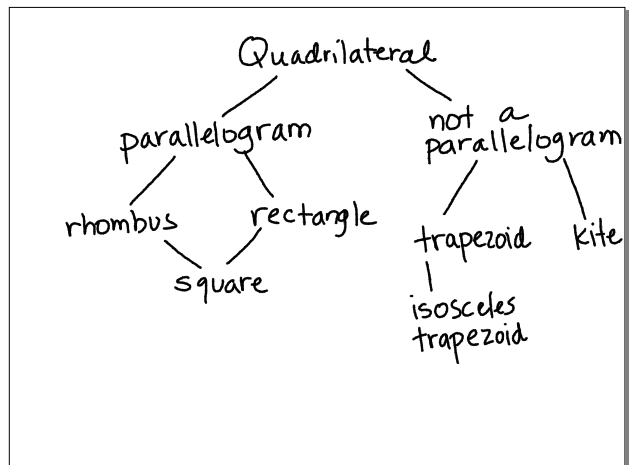 Quadrilateral
parallelogram
not a
parallelogram
rhombus
rectangle
square
trapezoid
kite
isosceles
trapezoid